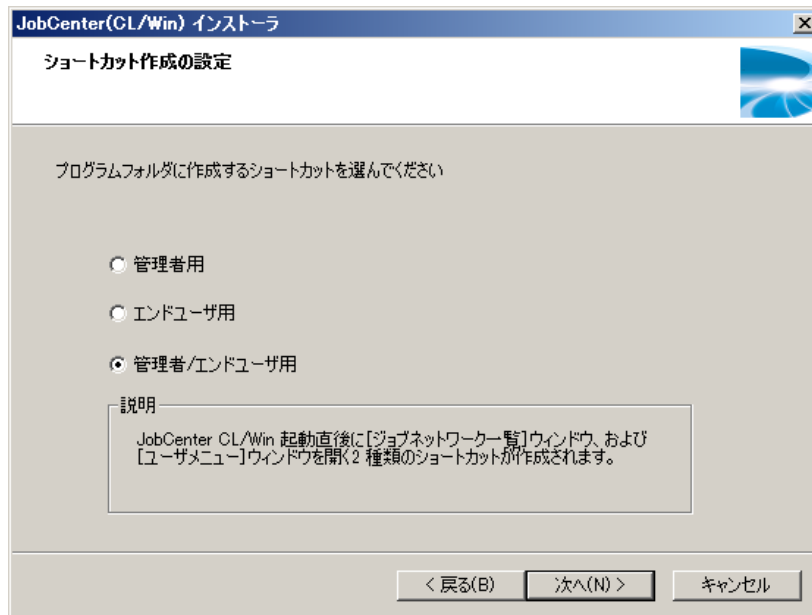 JobCenter(CL/Win) インストーラ
ショートカット作成の設定
プログラムフォルダに作成するショートカットを選んでください
管理者用
エンドユーザ用
管理者/エンドユーザ用
説明
JobCenter CL/Win 起動直後に[ジョブネットワーク一覧]ウィンドウ、および
[ユーザメニュー]ウィンドウを開く2 種類のショートカットが作成されます。
< 戻る(B)
次へ(N) >
キャンセル